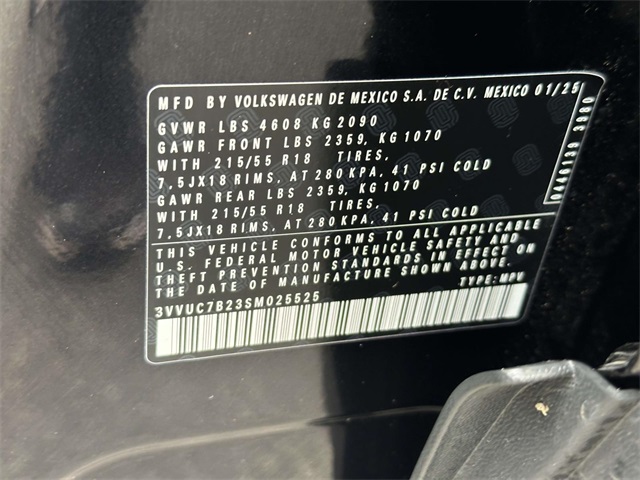 MFD BY VOLKSWAGEN DE MEXICO S.A. DE C.V. MEXICO 01/25
GVWR LBS 4608 KG 2090
GAWR FRONT LBS 2359, KG 1070
WITH 215/55 R18 TIRES,
7,5JX18 RIMS, AT 280 KPA, 41 PSI COLD
GAWR REAR LBS 2359, KG 1070
WITH 215/55 R18 TIRES,
7,5JX18 RIMS, AT 280 KPA, 41 PSI COLD
THIS VEHICLE CONFORMS TO ALL APPLICABLE
U.S. FEDERAL MOTOR VEHICLE SAFETY AND
THEFT PREVENTION STANDARDS IN EFFECT ON
THE DATE OF MANUFACTURE SHOWN ABOVE.
3VVUC7B23SM025525 TYPE: MPV